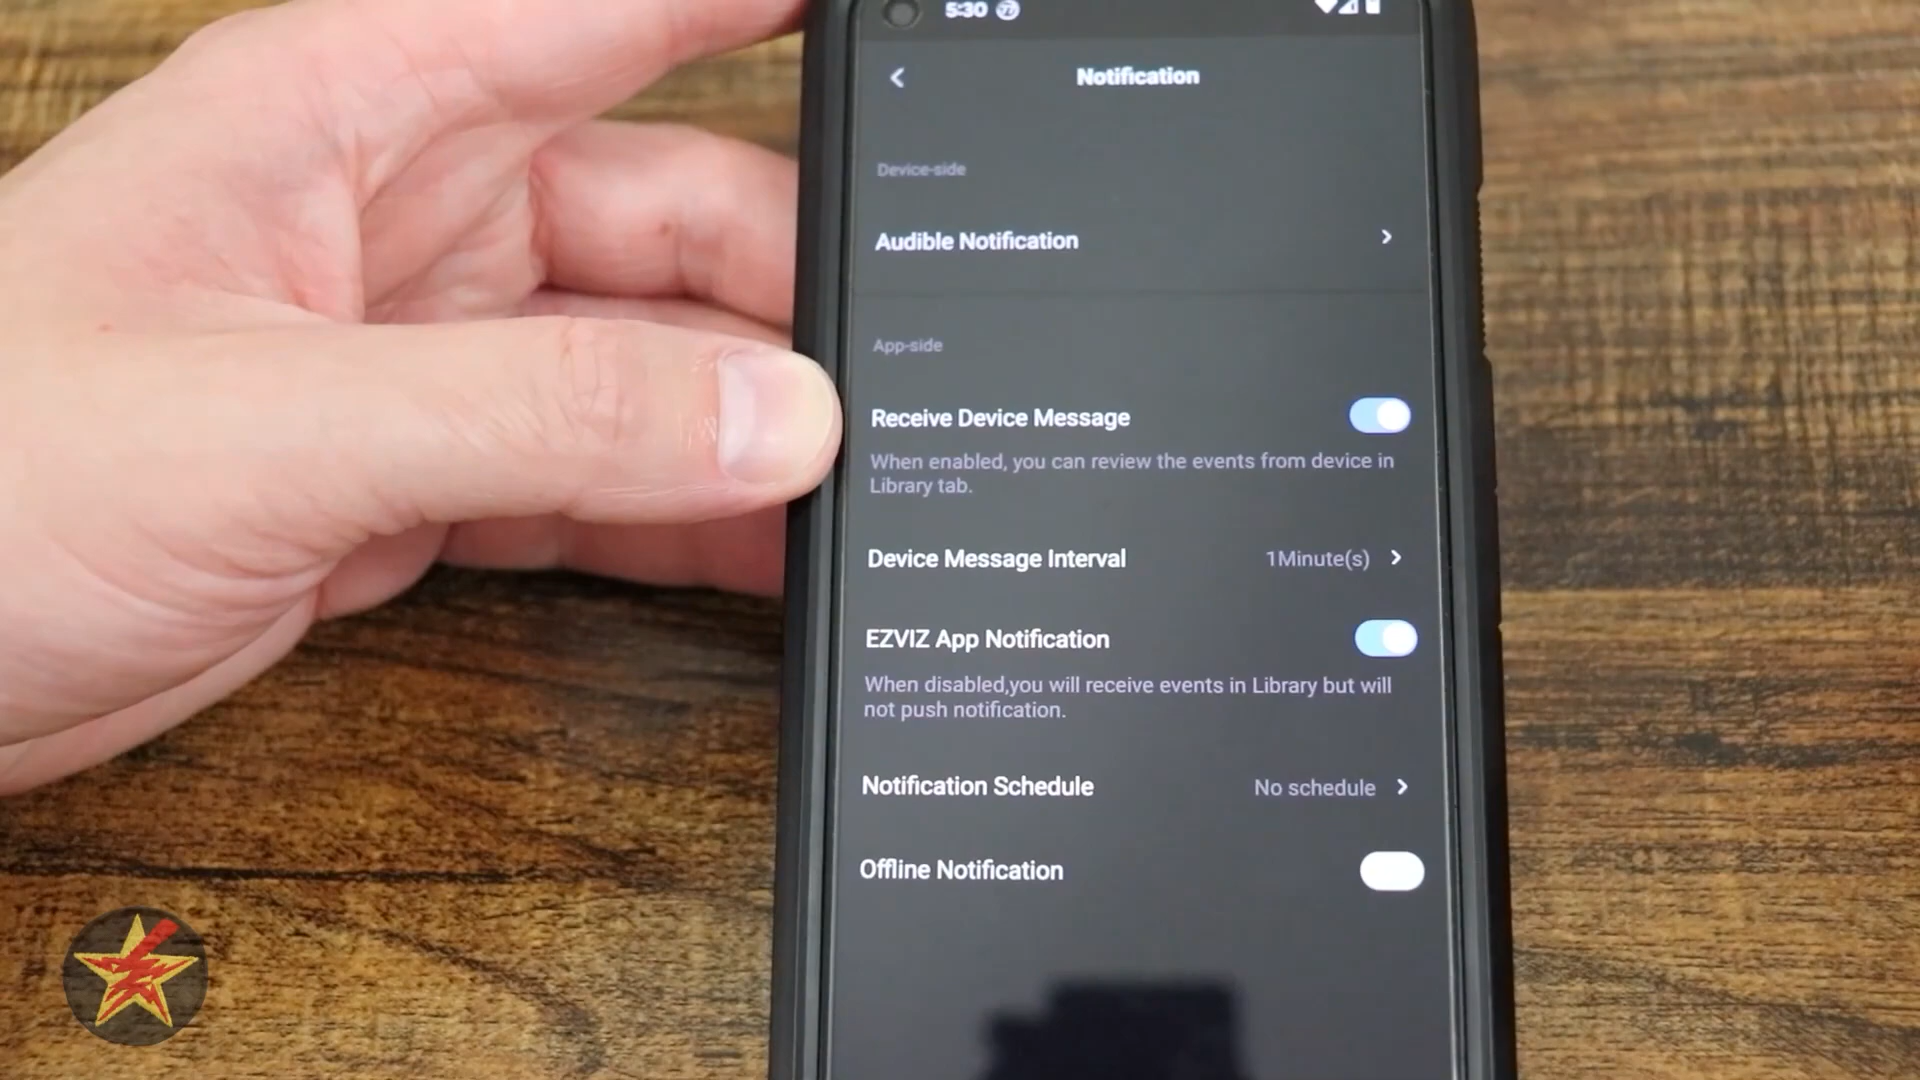 5:30
Notification
Device-side
Audible Notification
App-side
Receive Device Message
When enabled, you can review the events from device in
Library tab.
Device Message Interval 1Minute(s)
EZVIZ App Notification
When disabled,you will receive events in Library but will
not push notification.
Notification Schedule No schedule
Offline Notification